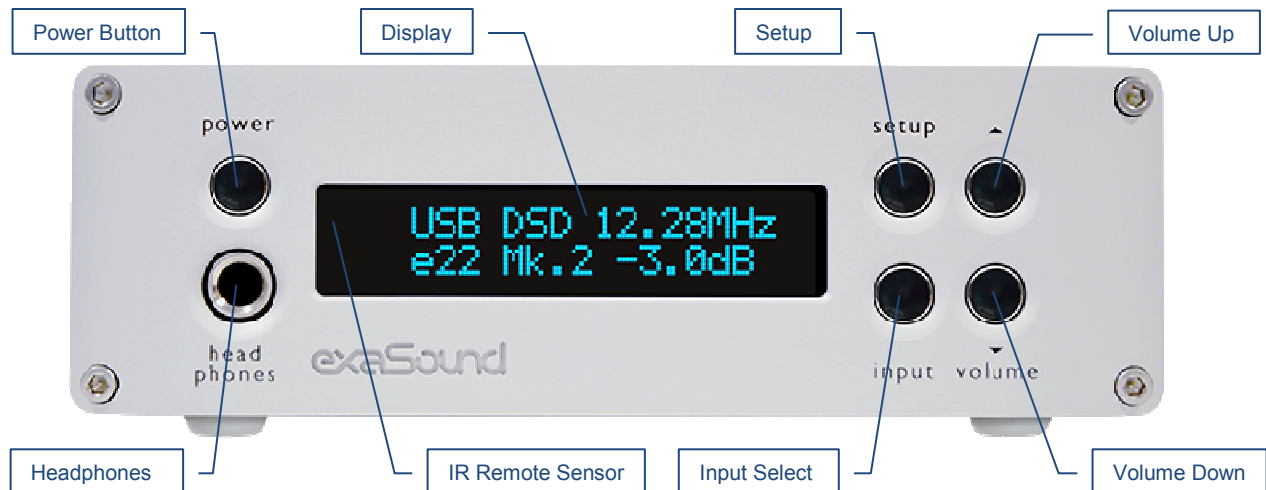 Power Button
Display
Setup
Volume Up
power
setup
USB DSD 12.28MHz
e22 Mk.2 -3.0dB
exaSound
head
phones
input
volume
Headphones
IR Remote Sensor
Input Select
Volume Down